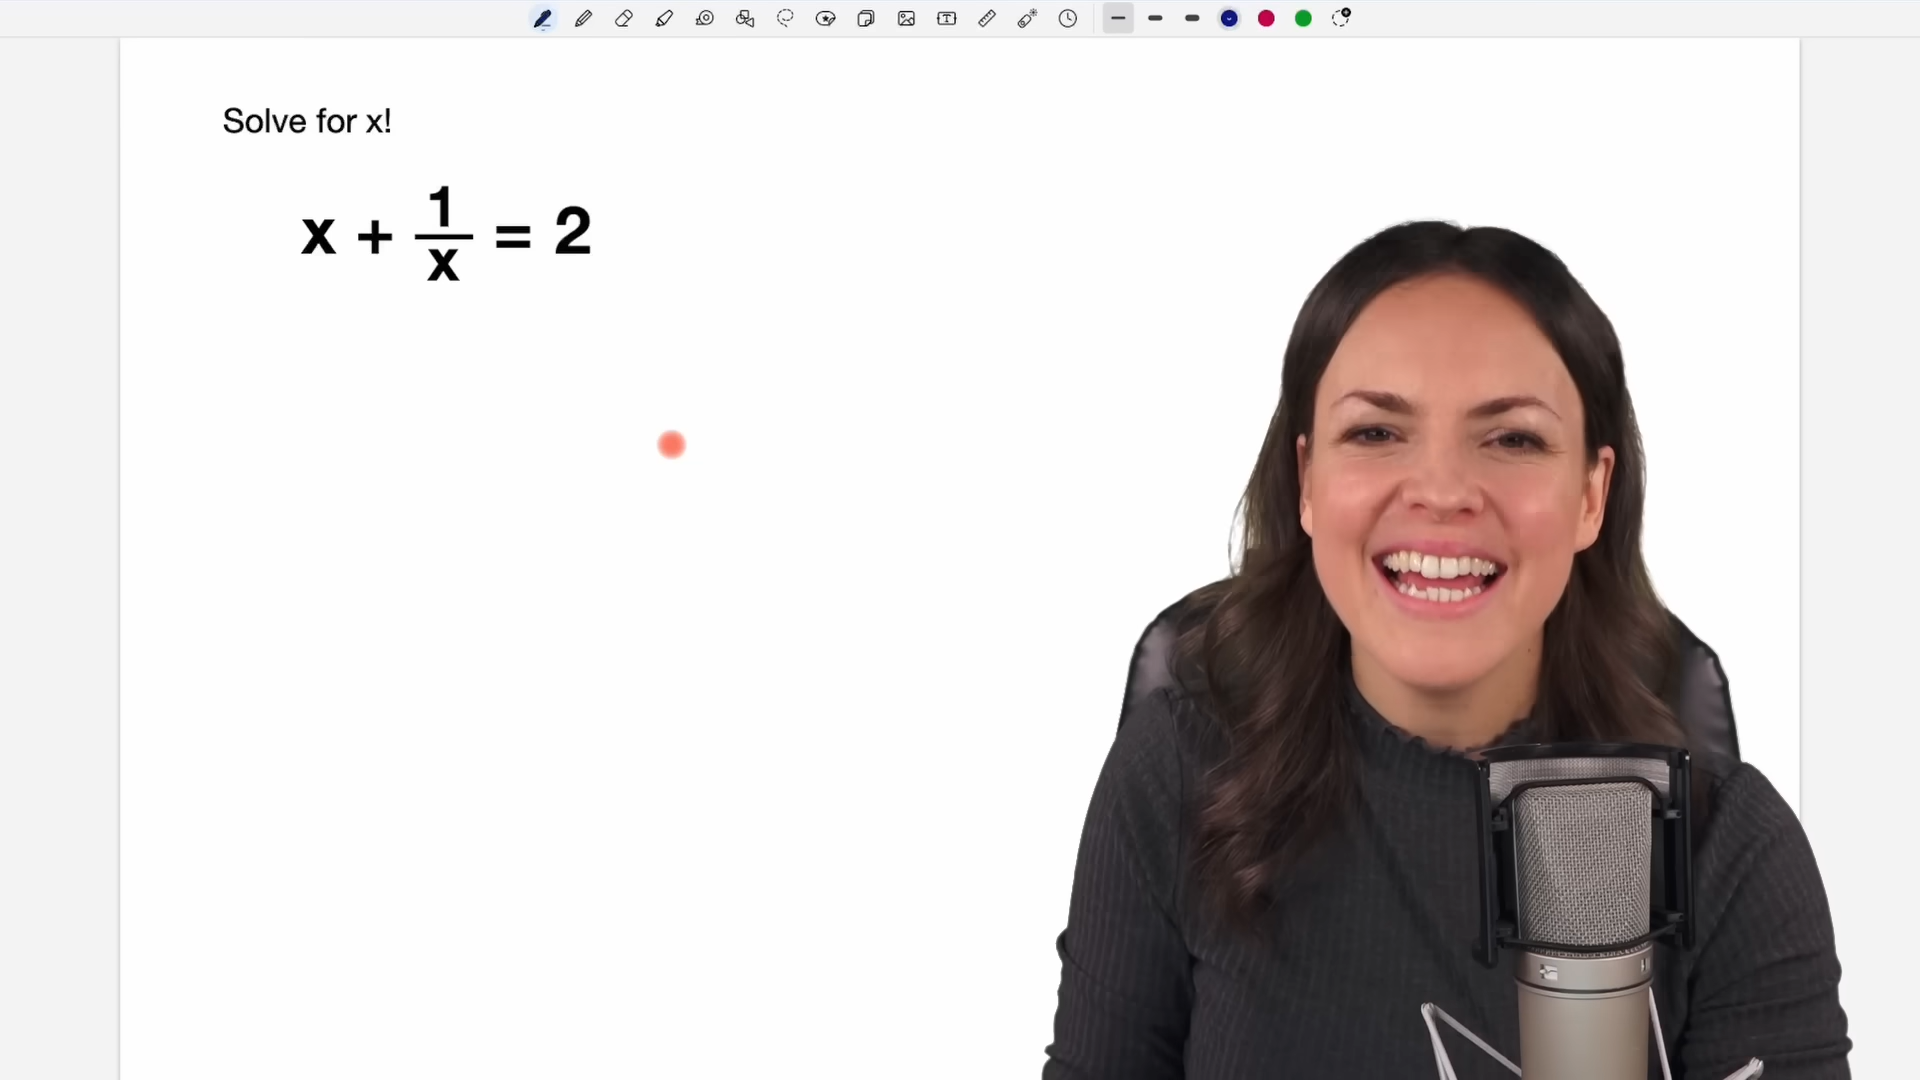 Solve for x!
x + 1/x = 2